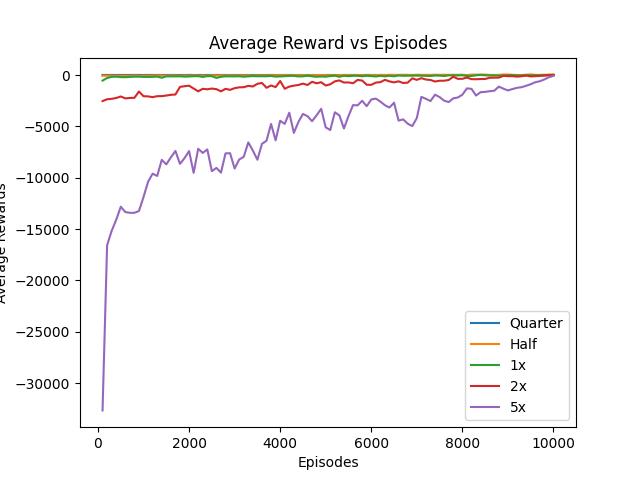 Average Reward vs Episodes
0
−5000
−10000
−15000
−20000
−25000
−30000
Average Rewards
0
2000
4000
6000
8000
10000
Episodes
Quarter
Half
1x
2x
5x